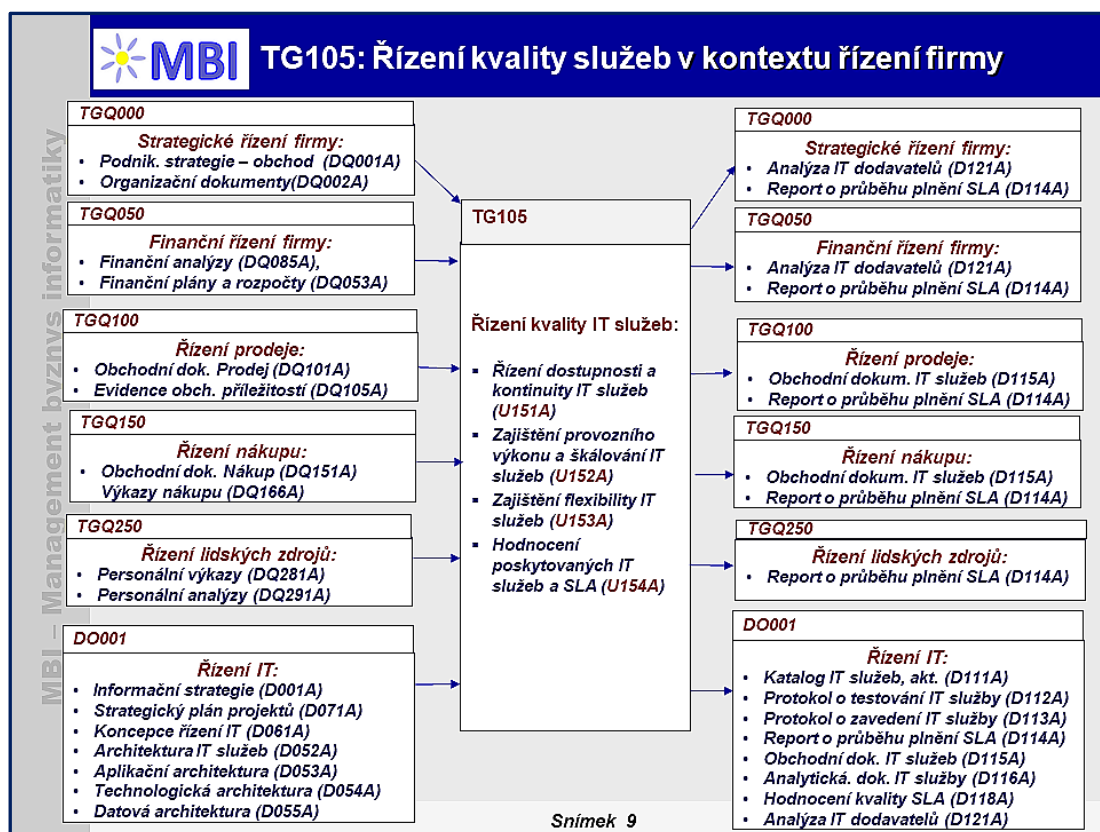 MBI
TG105: Řízení kvality služeb v kontextu řízení firmy
MBI – Management byznys informatiky
TGQ000
Strategické řízení firmy:
• Podnik. strategie – obchod (DQ001A)
• Organizační dokumenty(DQ002A)
TGQ050
Finanční řízení firmy:
• Finanční analýzy (DQ085A),
• Finanční plány a rozpočty (DQ053A)
TGQ100
Řízení prodeje:
• Obchodní dok. Prodej (DQ101A)
• Evidence obch. příležitostí (DQ105A)
TGQ150
Řízení nákupu:
• Obchodní dok. Nákup (DQ151A)
Výkazy nákupu (DQ166A)
TGQ250
Řízení lidských zdrojů:
• Personální výkazy (DQ281A)
• Personální analýzy (DQ291A)
DO001
Řízení IT:
• Informační strategie (D001A)
• Strategický plán projektů (D071A)
• Koncepce řízení IT (D061A)
• Architektura IT služeb (D052A)
• Aplikační architektura (D053A)
• Technologická architektura (D054A)
• Datová architektura (D055A)
TG105
Řízení kvality IT služeb:
▪ Řízení dostupnosti a
kontinuity IT služeb
(U151A)
▪ Zajištění provozního
výkonu a škálování IT
služeb (U152A)
▪ Zajištění flexibility IT
služeb (U153A)
▪ Hodnocení
poskytovaných IT
služeb a SLA (U154A)
TGQ000
Strategické řízení firmy:
• Analýza IT dodavatelů (D121A)
• Report o průběhu plnění SLA (D114A)
TGQ050
Finanční řízení firmy:
• Analýza IT dodavatelů (D121A)
• Report o průběhu plnění SLA (D114A)
TGQ100
Řízení prodeje:
• Obchodní dokum. IT služeb (D115A)
• Report o průběhu plnění SLA (D114A)
TGQ150
Řízení nákupu:
• Obchodní dokum. IT služeb (D115A)
• Report o průběhu plnění SLA (D114A)
TGQ250
Řízení lidských zdrojů:
• Report o průběhu plnění SLA (D114A)
DO001
Řízení IT:
• Katalog IT služeb, akt. (D111A)
• Protokol o testování IT služby (D112A)
• Protokol o zavedení IT služby (D113A)
• Report o průběhu plnění SLA (D114A)
• Obchodní dok. IT služeb (D115A)
• Analytická. dok. IT služby (D116A)
• Hodnocení kvality SLA (D118A)
• Analýza IT dodavatelů (D121A)
Snímek 9